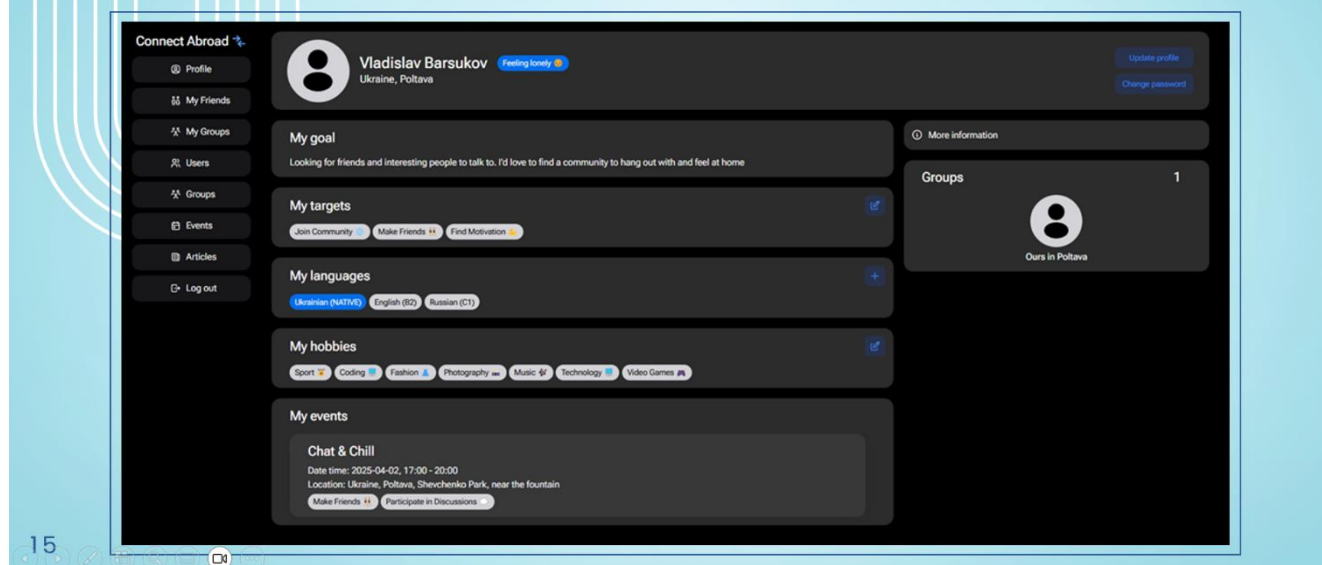 Connect Abroad
Profile
My Friends
My Groups
Users
Groups
Events
Articles
Log out
Vladislav Barsukov Feeling lonely
Ukraine, Poltava
Update profile
Change password
My goal
Looking for friends and interesting people to talk to. I'd love to find a community to hang out with and feel at home
My targets
Join Community Make Friends Find Motivation
My languages
Ukrainian (NATIVE) English (B2) Russian (C1)
My hobbies
Sport Coding Fashion Photography Music Technology Video Games
My events
Chat & Chill
Date time: 2025-04-02, 17:00 - 20:00
Location: Ukraine, Poltava, Shevchenko Park, near the fountain
Make Friends Participate in Discussions
More information
Groups 1
Ours in Poltava
15